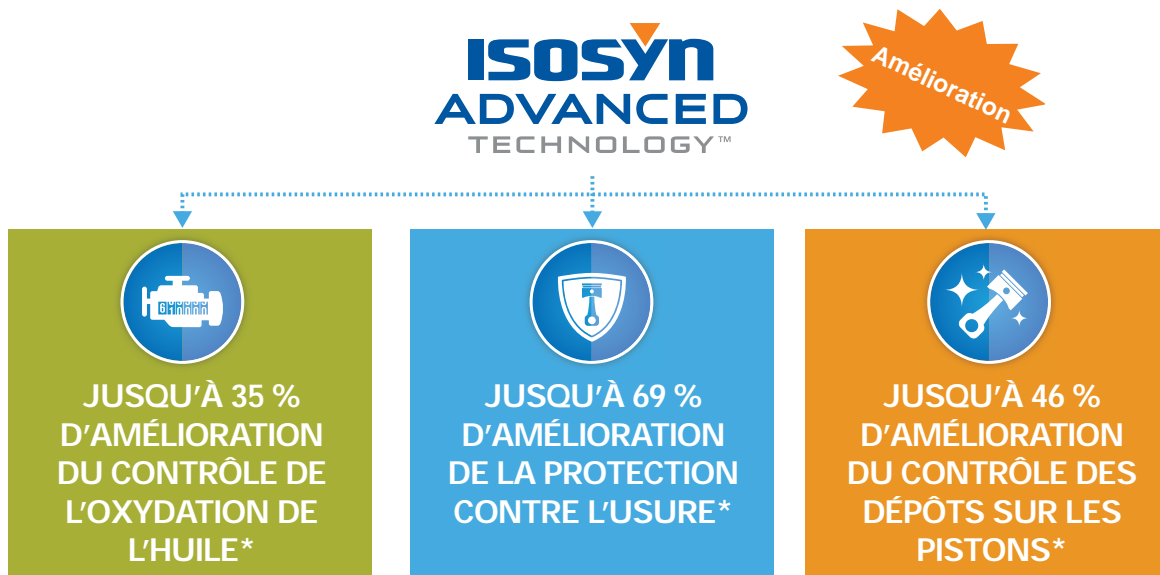 ISOSYN
ADVANCED
TECHNOLOGY™
Amélioration
JUSQU'À 35 %
D'AMÉLIORATION
DU CONTRÔLE DE
L'OXYDATION DE
L'HUILE*
JUSQU'À 69 %
D'AMÉLIORATION
DE LA PROTECTION
CONTRE L'USURE*
JUSQU'À 46 %
D'AMÉLIORATION
DU CONTRÔLE DES
DÉPÔTS SUR LES
PISTONS*